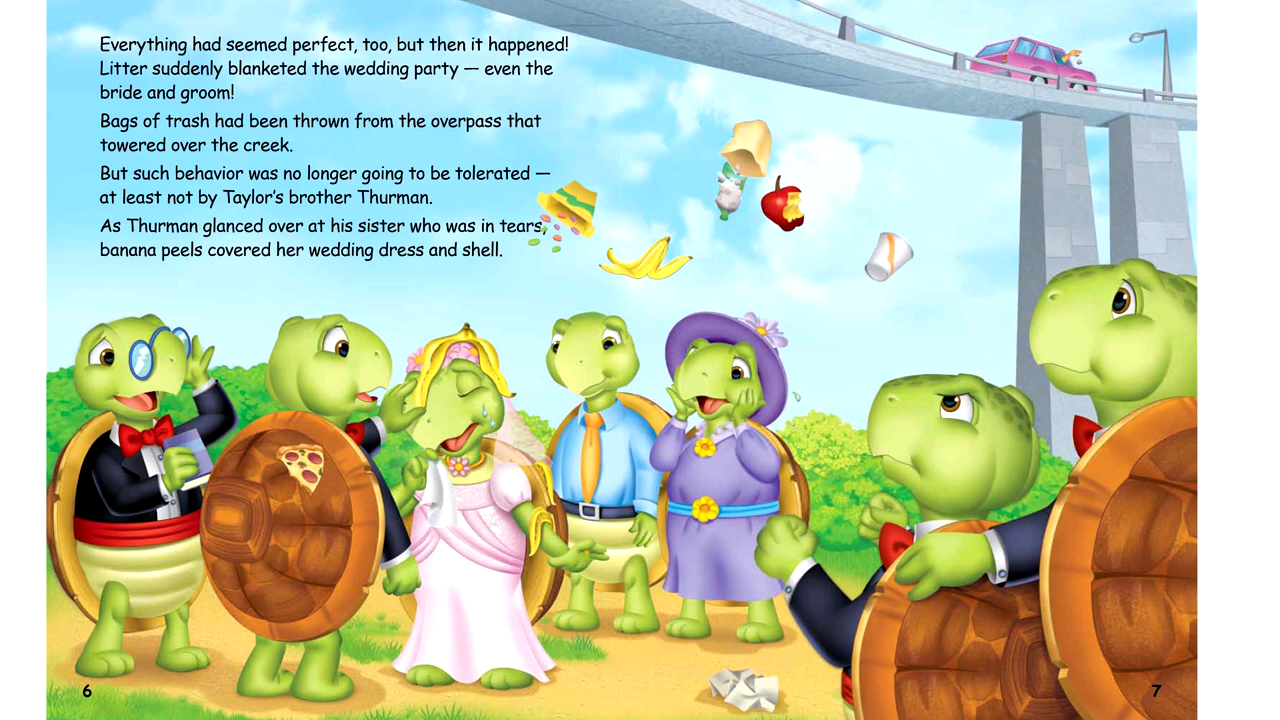 Everything had seemed perfect, too, but then it happened!
Litter suddenly blanketed the wedding party — even the
bride and groom!
Bags of trash had been thrown from the overpass that
towered over the creek.
But such behavior was no longer going to be tolerated —
at least not by Taylor's brother Thurman.
As Thurman glanced over at his sister who was in tears,
banana peels covered her wedding dress and shell.
6
7